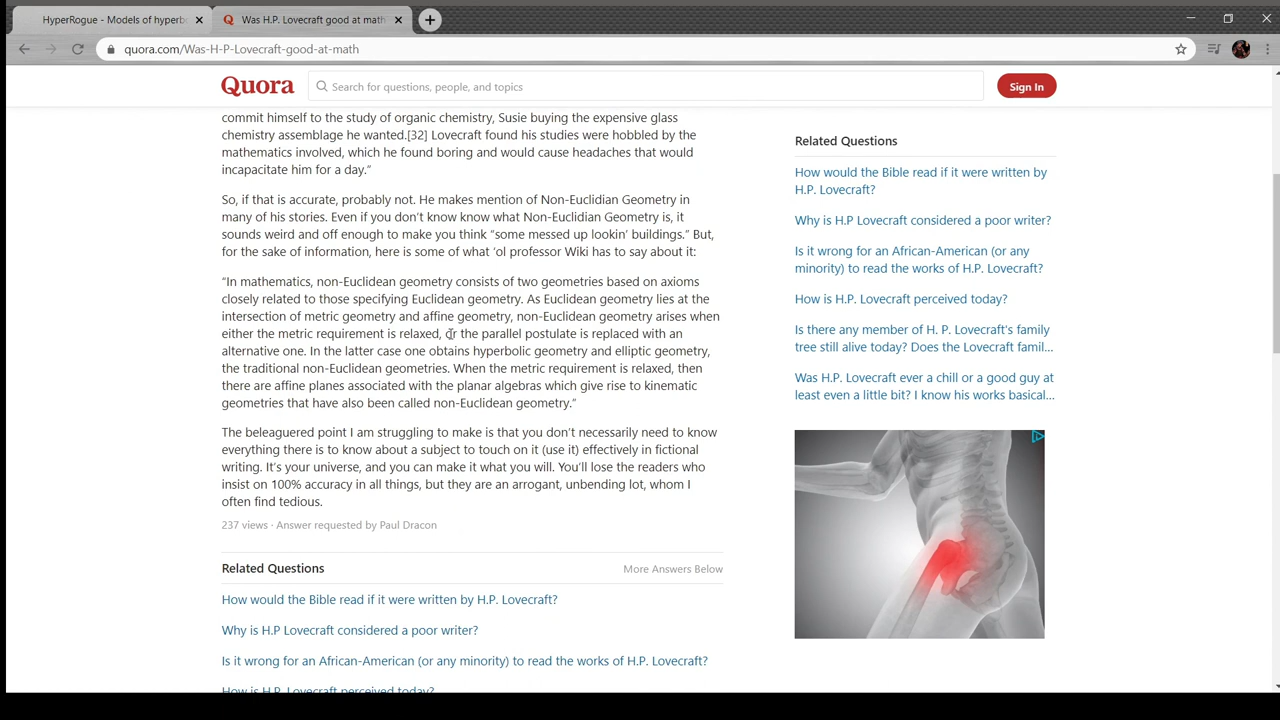 HyperRogue - Models of hyperb
Was H.P. Lovecraft good at math
quora.com/Was-H-P-Lovecraft-good-at-math
Quora
Search for questions, people, and topics
Sign In
commit himself to the study of organic chemistry, Susie buying the expensive glass
chemistry assemblage he wanted.[32] Lovecraft found his studies were hobbled by the
mathematics involved, which he found boring and would cause headaches that would
incapacitate him for a day.”
So, if that is accurate, probably not. He makes mention of Non-Euclidian Geometry in
many of his stories. Even if you don’t know know what Non-Euclidian Geometry is, it
sounds weird and off enough to make you think “some messed up lookin’ buildings.” But,
for the sake of information, here is some of what ‘ol professor Wiki has to say about it:
“In mathematics, non-Euclidean geometry consists of two geometries based on axioms
closely related to those specifying Euclidean geometry. As Euclidean geometry lies at the
intersection of metric geometry and affine geometry, non-Euclidean geometry arises when
either the metric requirement is relaxed, or the parallel postulate is replaced with an
alternative one. In the latter case one obtains hyperbolic geometry and elliptic geometry,
the traditional non-Euclidean geometries. When the metric requirement is relaxed, then
there are affine planes associated with the planar algebras which give rise to kinematic
geometries that have also been called non-Euclidean geometry.”
The beleaguered point I am struggling to make is that you don’t necessarily need to know
everything there is to know about a subject to touch on it (use it) effectively in fictional
writing. It’s your universe, and you can make it what you will. You’ll lose the readers who
insist on 100% accuracy in all things, but they are an arrogant, unbending lot, whom I
often find tedious.
237 views · Answer requested by Paul Dracon
Related Questions
More Answers Below
How would the Bible read if it were written by H.P. Lovecraft?
Why is H.P Lovecraft considered a poor writer?
Is it wrong for an African-American (or any minority) to read the works of H.P. Lovecraft?
How is H.P. Lovecraft perceived today?
Related Questions
How would the Bible read if it were written by
H.P. Lovecraft?
Why is H.P Lovecraft considered a poor writer?
Is it wrong for an African-American (or any
minority) to read the works of H.P. Lovecraft?
How is H.P. Lovecraft perceived today?
Is there any member of H. P. Lovecraft's family
tree still alive today? Does the Lovecraft famil...
Was H.P. Lovecraft ever a chill or a good guy at
least even a little bit? I know his works basical...